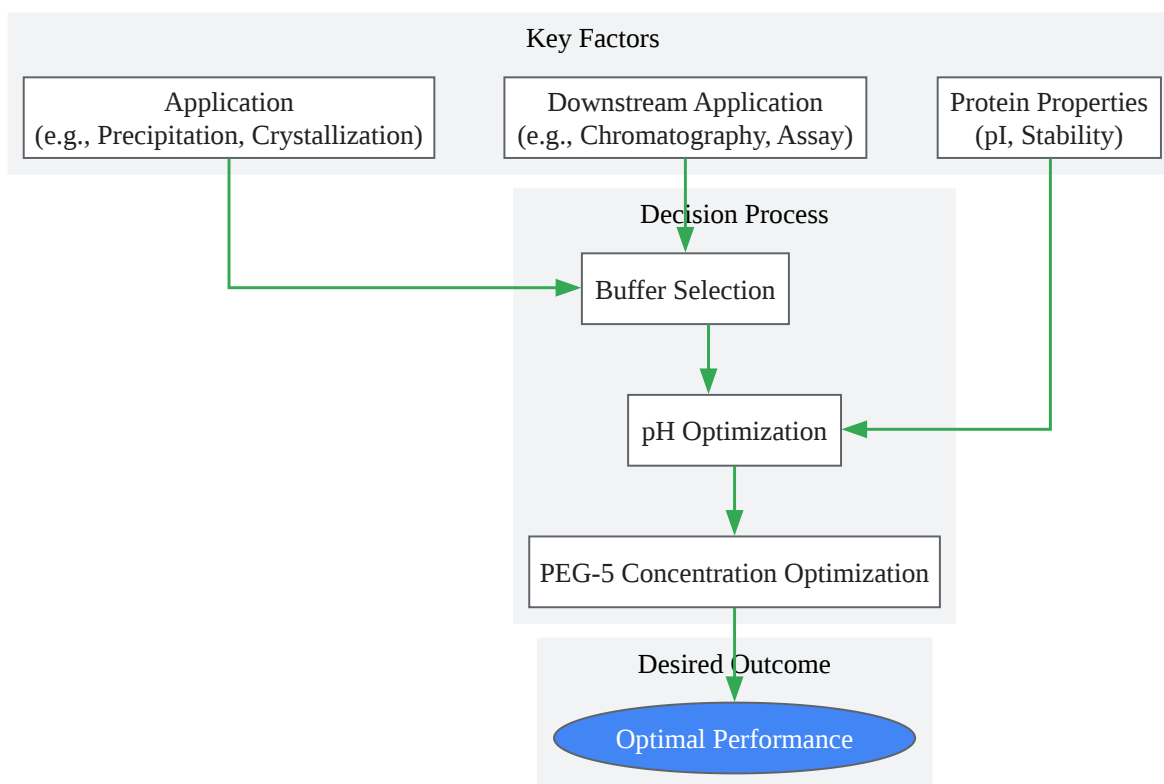 Key Factors
Application
(e.g., Precipitation, Crystallization)
Downstream Application
(e.g., Chromatography, Assay)
Protein Properties
(pI, Stability)
Decision Process
Buffer Selection
pH Optimization
PEG-5 Concentration Optimization
Desired Outcome
Optimal Performance